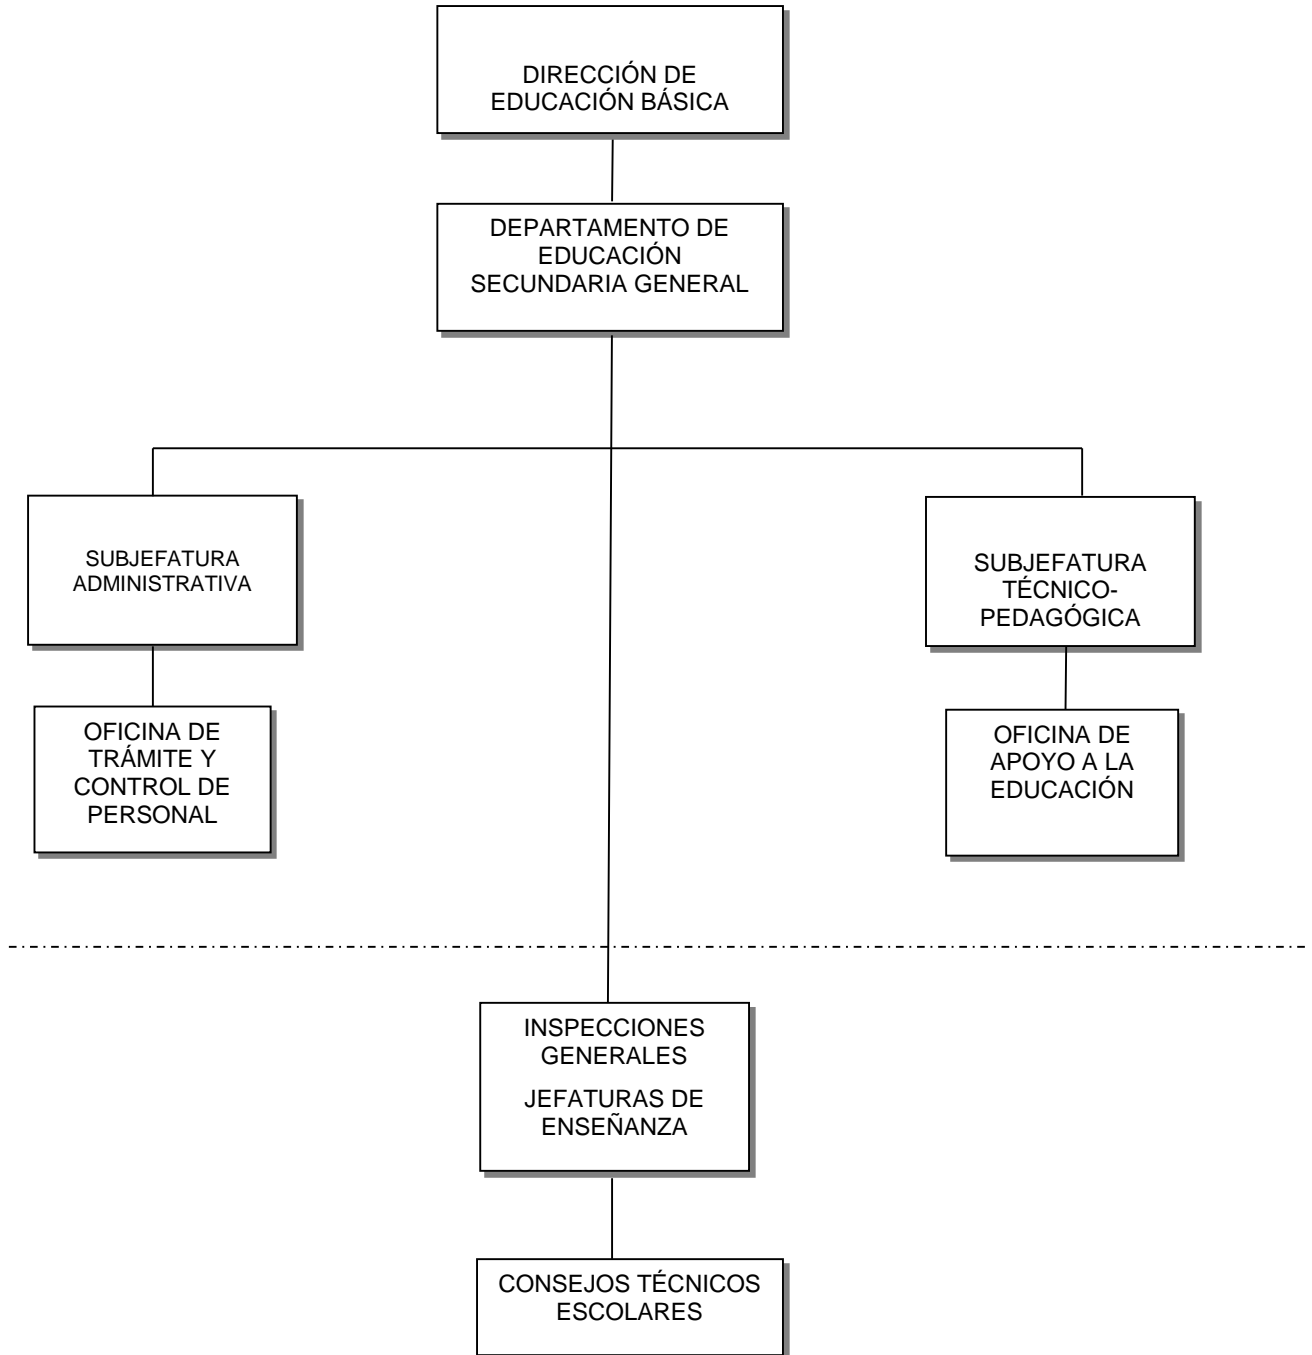 DIRECCIÓN DE
EDUCACIÓN BÁSICA
DEPARTAMENTO DE
EDUCACIÓN
SECUNDARIA GENERAL
SUBJEFATURA
ADMINISTRATIVA
SUBJEFATURA
TÉCNICO-
PEDAGÓGICA
OFICINA DE
TRÁMITE Y
CONTROL DE
PERSONAL
OFICINA DE
APOYO A LA
EDUCACIÓN
INSPECCIONES
GENERALES
JEFATURAS DE
ENSEÑANZA
CONSEJOS TÉCNICOS
ESCOLARES